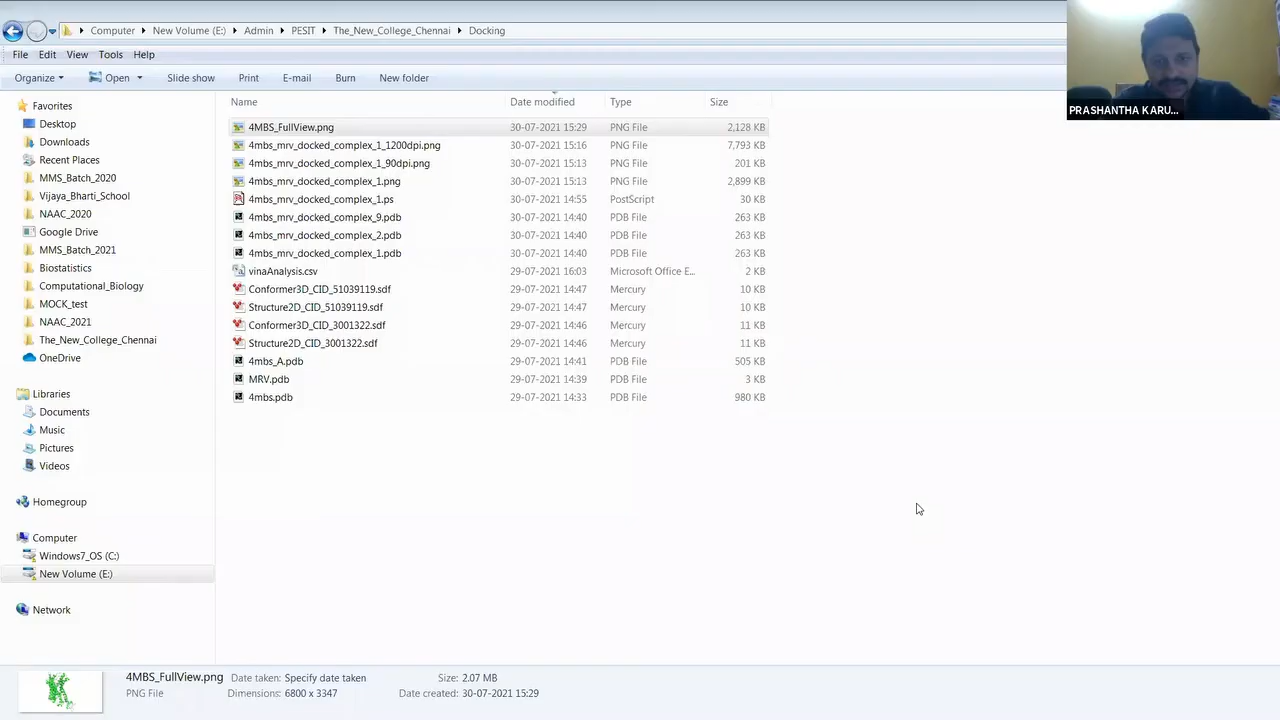 Computer New Volume (E:) Admin PESIT The_New_College_Chennai Docking
File Edit View Tools Help
Organize Open Slide show Print E-mail Burn New folder
PRASHANTHA KARU...
Favorites
Desktop
Downloads
Recent Places
MMS_Batch_2020
Vijaya_Bharti_School
NAAC_2020
Google Drive
MMS_Batch_2021
Biostatistics
Computational_Biology
MOCK_test
NAAC_2021
The_New_College_Chennai
OneDrive
Libraries
Documents
Music
Pictures
Videos
Homegroup
Computer
Windows7_OS (C:)
New Volume (E:)
Network
Name Date modified Type Size
4MBS_FullView.png 30-07-2021 15:29 PNG File 2,128 KB
4mbs_mrv_docked_complex_1_1200dpi.png 30-07-2021 15:16 PNG File 7,793 KB
4mbs_mrv_docked_complex_1_90dpi.png 30-07-2021 15:13 PNG File 201 KB
4mbs_mrv_docked_complex_1.png 30-07-2021 15:13 PNG File 2,899 KB
4mbs_mrv_docked_complex_1.ps 30-07-2021 14:55 PostScript 30 KB
4mbs_mrv_docked_complex_9.pdb 30-07-2021 14:40 PDB File 263 KB
4mbs_mrv_docked_complex_2.pdb 30-07-2021 14:40 PDB File 263 KB
4mbs_mrv_docked_complex_1.pdb 30-07-2021 14:40 PDB File 263 KB
vinaAnalysis.csv 29-07-2021 16:03 Microsoft Office E... 2 KB
Conformer3D_CID_51039119.sdf 29-07-2021 14:47 Mercury 10 KB
Structure2D_CID_51039119.sdf 29-07-2021 14:47 Mercury 10 KB
Conformer3D_CID_3001322.sdf 29-07-2021 14:46 Mercury 11 KB
Structure2D_CID_3001322.sdf 29-07-2021 14:46 Mercury 11 KB
4mbs_A.pdb 29-07-2021 14:41 PDB File 505 KB
MRV.pdb 29-07-2021 14:39 PDB File 3 KB
4mbs.pdb 29-07-2021 14:33 PDB File 980 KB
4MBS_FullView.png Date taken: Specify date taken Size: 2.07 MB
PNG File Dimensions: 6800 x 3347 Date created: 30-07-2021 15:29